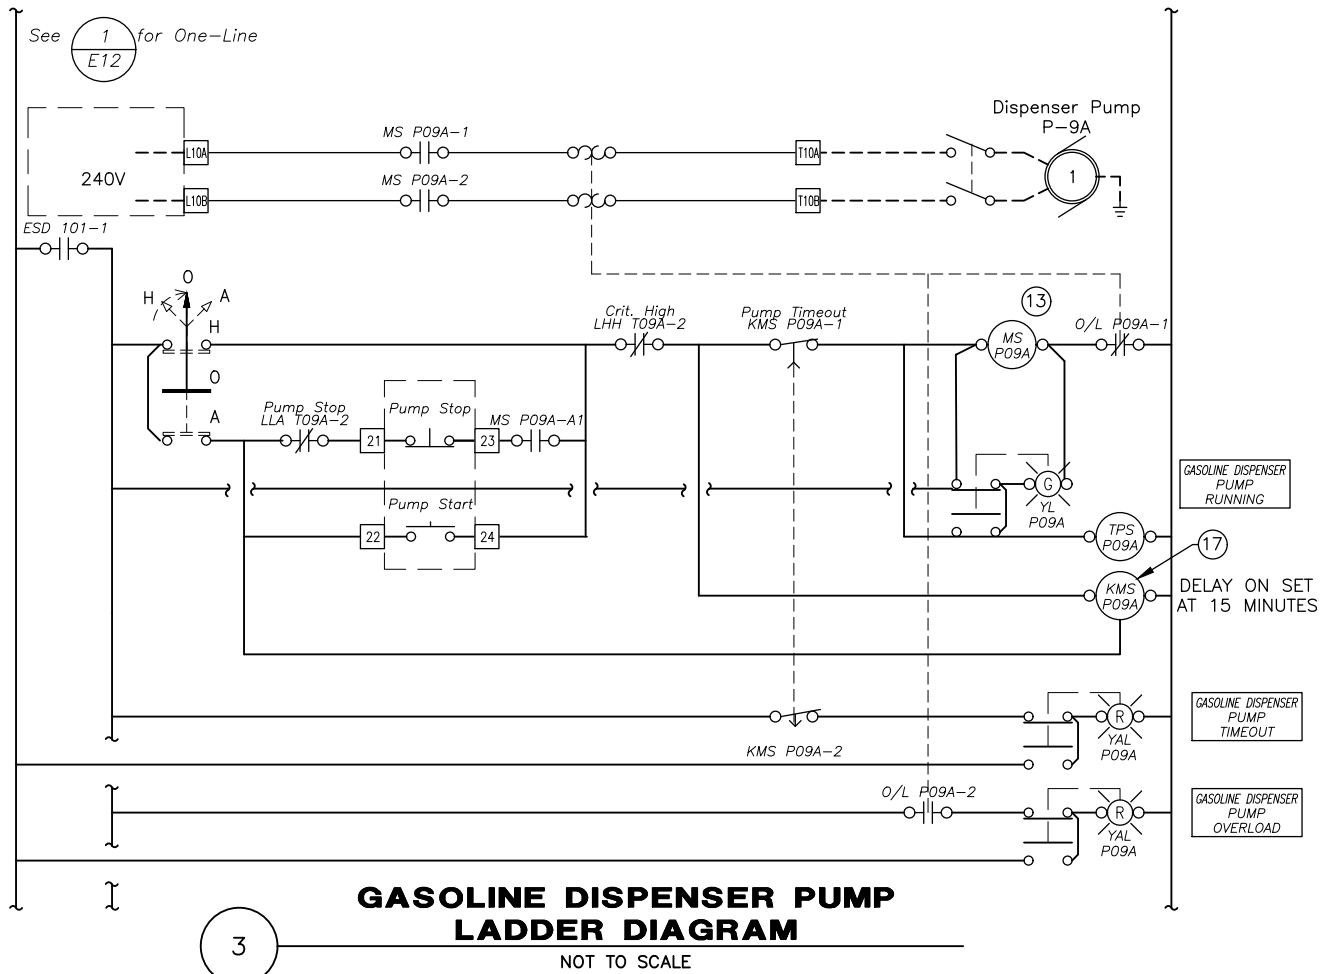 See 1 for One-Line
E12
Dispenser Pump
P-9A
MS P09A-1
L10A
T10A
240V
MS P09A-2
1
L10B
T10B
ESD 101-1
O
H
A
13
Crit. High
LHH T09A-2
Pump Timeout
KMS P09A-1
O/L P09A-1
H
MS
P09A
O
A
Pump Stop
LLA T09A-2
Pump Stop
MS P09A-A1
21
23
G
YL
P09A
GASOLINE DISPENSER
PUMP
RUNNING
Pump Start
22
24
TPS
P09A
17
KMS
P09A
DELAY ON SET
AT 15 MINUTES
R
YAL
P09A
GASOLINE DISPENSER
PUMP
TIMEOUT
KMS P09A-2
O/L P09A-2
R
YAL
P09A
GASOLINE DISPENSER
PUMP
OVERLOAD
GASOLINE DISPENSER PUMP
LADDER DIAGRAM
3
NOT TO SCALE